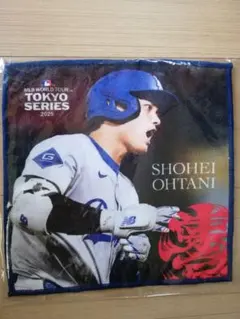 MLB WORLD TOUR
TOKYO
SERIES
2025
SHOHEI
OHTANI